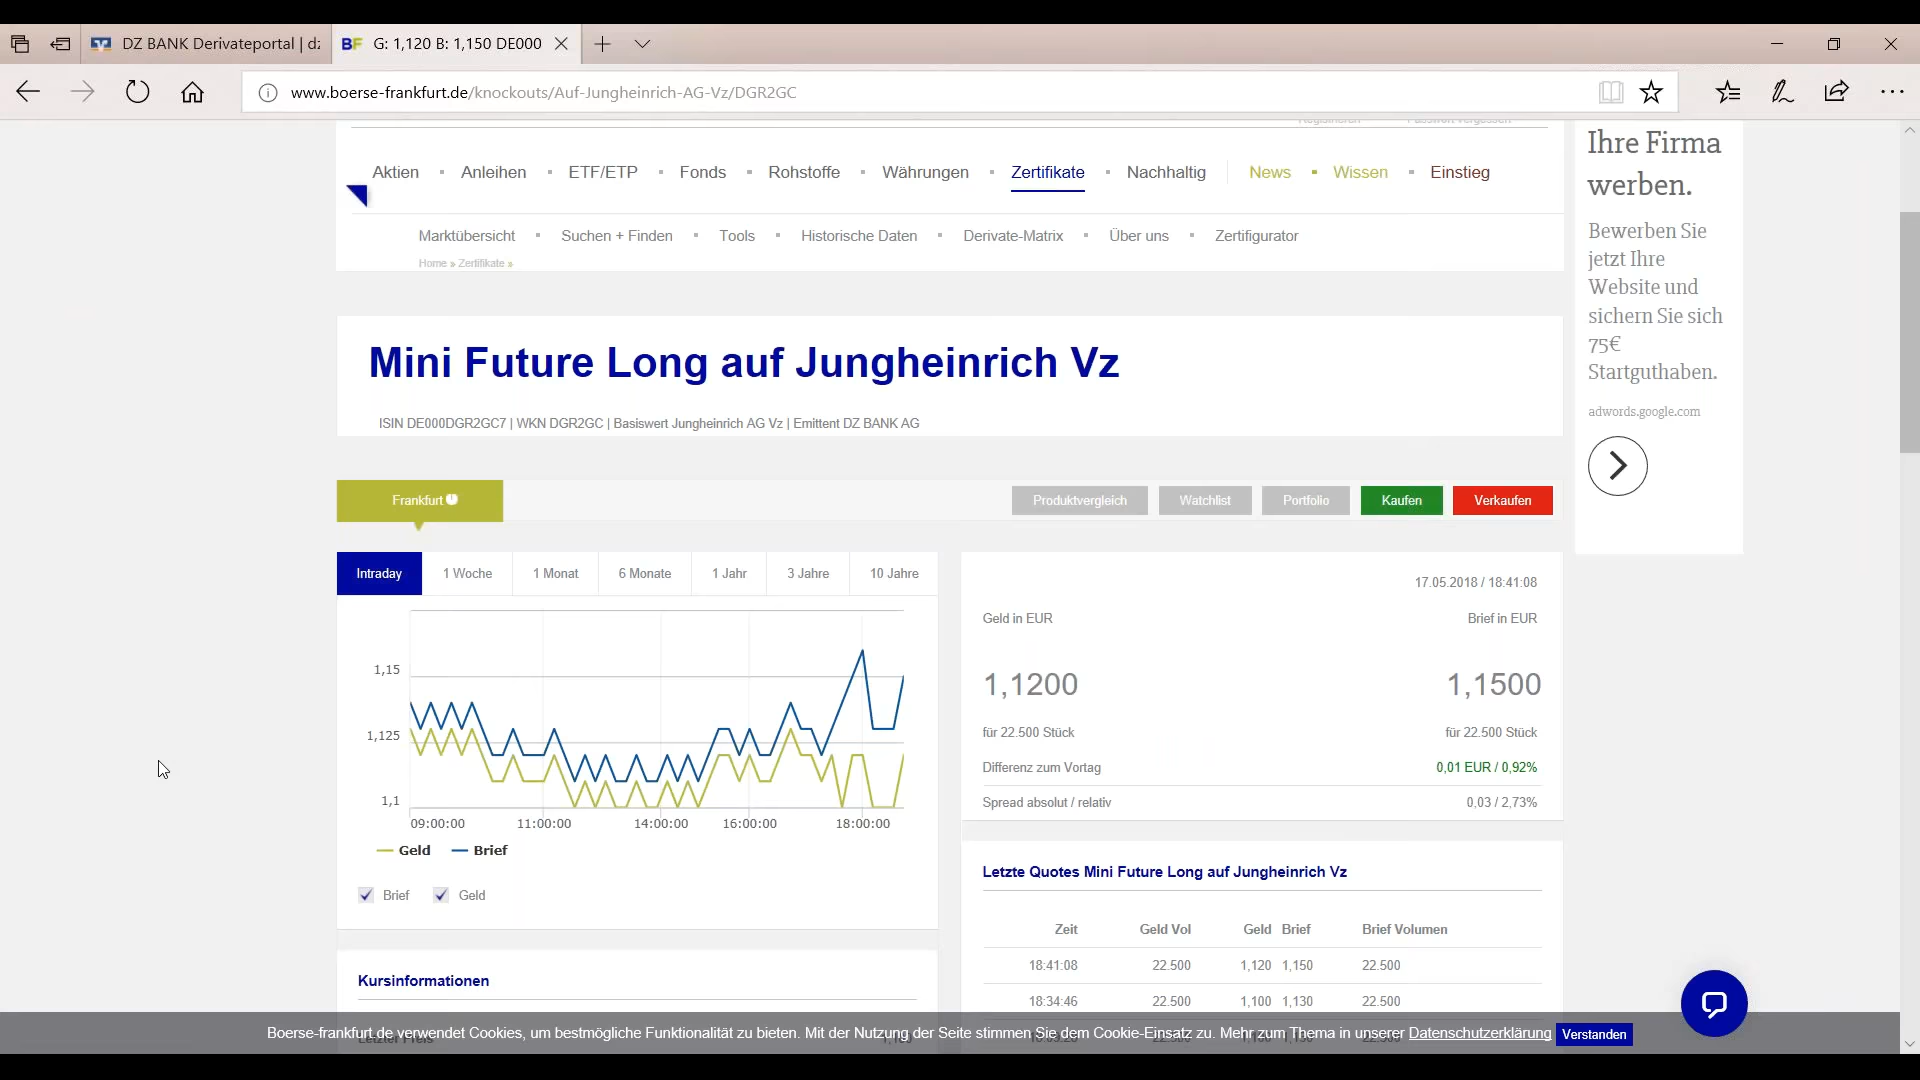 DZ BANK Derivateportal | dz
BF G: 1,120 B: 1,150 DE000
www.boerse-frankfurt.de/knockouts/Auf-Jungheinrich-AG-Vz/DGR2GC
Registrieren Passwort vergessen
Aktien Anleihen ETF/ETP Fonds Rohstoffe Währungen Zertifikate Nachhaltig News Wissen Einstieg
Marktübersicht Suchen + Finden Tools Historische Daten Derivate-Matrix Über uns Zertifigurator
Home » Zertifikate »
Ihre Firma
werben.
Bewerben Sie
jetzt Ihre
Website und
sichern Sie sich
75€
Startguthaben.
adwords.google.com
Mini Future Long auf Jungheinrich Vz
ISIN DE000DGR2GC7 | WKN DGR2GC | Basiswert Jungheinrich AG Vz | Emittent DZ BANK AG
Frankfurt
Produktvergleich Watchlist Portfolio Kaufen Verkaufen
Intraday 1 Woche 1 Monat 6 Monate 1 Jahr 3 Jahre 10 Jahre
1,15
1,125
1,1
09:00:00 11:00:00 14:00:00 16:00:00 18:00:00
Geld Brief
Brief Geld
Kursinformationen
17.05.2018 / 18:41:08
Geld in EUR Brief in EUR
1,1200 1,1500
für 22.500 Stück für 22.500 Stück
Differenz zum Vortag 0,01 EUR / 0,92%
Spread absolut / relativ 0,03 / 2,73%
Letzte Quotes Mini Future Long auf Jungheinrich Vz
Zeit Geld Vol Geld Brief Brief Volumen
18:41:08 22.500 1,120 1,150 22.500
18:34:46 22.500 1,100 1,130 22.500
Boerse-frankfurt.de verwendet Cookies, um bestmögliche Funktionalität zu bieten. Mit der Nutzung der Seite stimmen Sie dem Cookie-Einsatz zu. Mehr zum Thema in unserer Datenschutzerklärung Verstanden
Letzter Preis